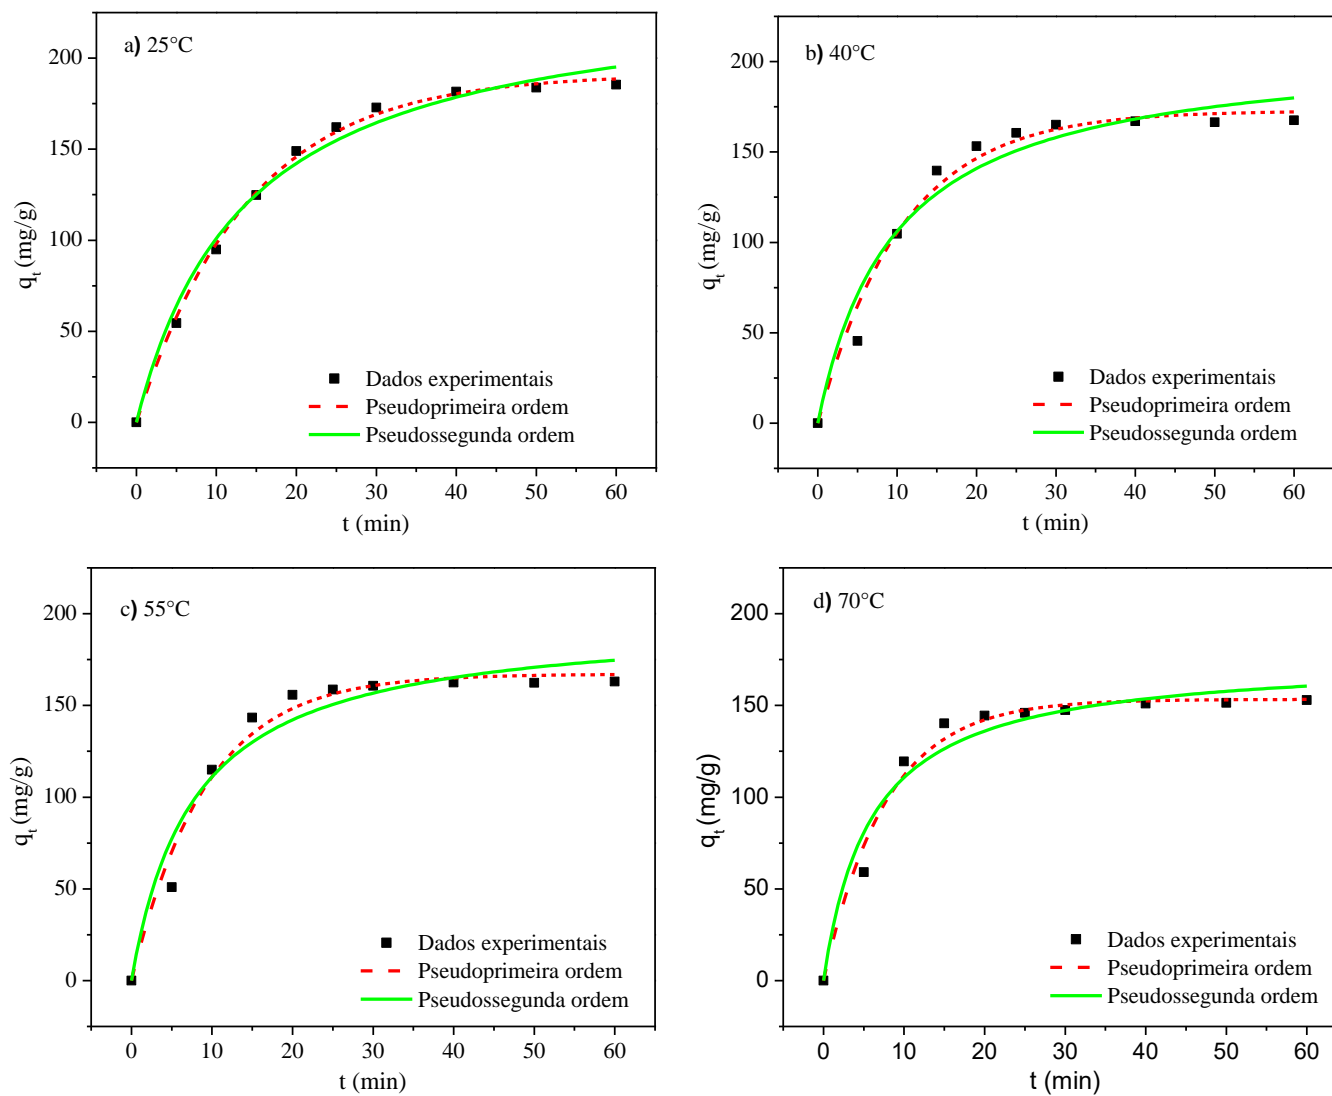 a) 25°C
200
150
100
50
0
q_t (mg/g)
Dados experimentais
Pseudoprimeira ordem
Pseudossegunda ordem
0 10 20 30 40 50 60
t (min)
b) 40°C
200
150
100
50
0
q_t (mg/g)
Dados experimentais
Pseudoprimeira ordem
Pseudossegunda ordem
0 10 20 30 40 50 60
t (min)
c) 55°C
200
150
100
50
0
q_t (mg/g)
Dados experimentais
Pseudoprimeira ordem
Pseudossegunda ordem
0 10 20 30 40 50 60
t (min)
d) 70°C
200
150
100
50
0
q_t (mg/g)
Dados experimentais
Pseudoprimeira ordem
Pseudossegunda ordem
0 10 20 30 40 50 60
t (min)